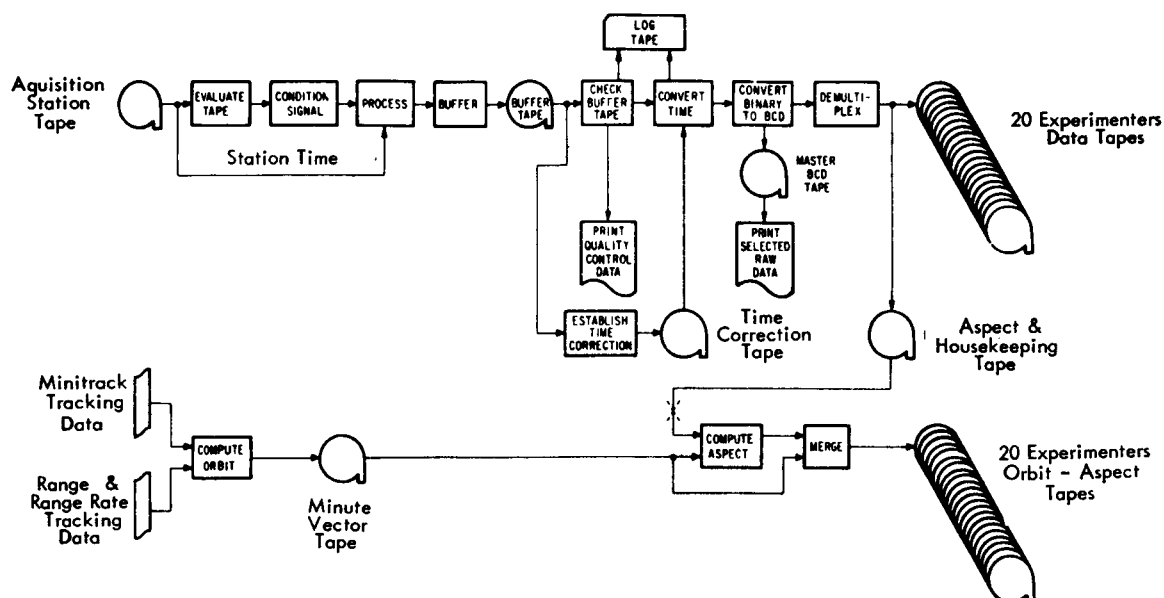 LOG
TAPE
Aguisition
Station
Tape
EVALUATE
TAPE
CONDITION
SIGNAL
PROCESS
BUFFER
BUFFER
TAPE
CHECK
BUFFER
TAPE
CONVERT
TIME
CONVERT
BINARY
TO BCD
DEMULTI-
PLEX
20 Experimenters
Data Tapes
Station Time
MASTER
BCD
TAPE
PRINT
QUALITY
CONTROL
DATA
PRINT
SELECTED
RAW
DATA
ESTABLISH
TIME
CORRECTION
Time
Correction
Tape
Aspect &
Housekeeping
Tape
Minitrack
Tracking
Data
COMPUTE
ORBIT
Range &
Range Rate
Tracking
Data
Minute
Vector
Tape
COMPUTE
ASPECT
MERGE
20 Experimenters
Orbit - Aspect
Tapes